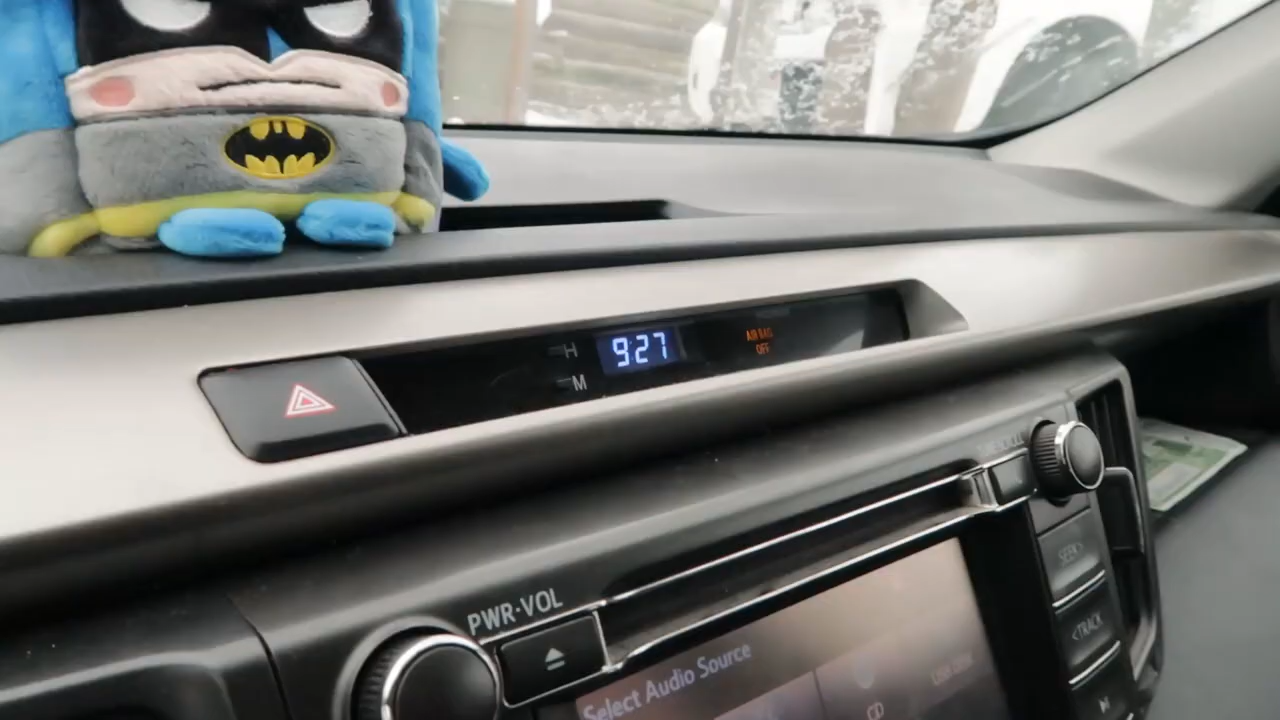 H
M
9:27
AIR BAG
OFF
PWR·VOL
Select Audio Source
SEEK>
<TRACK